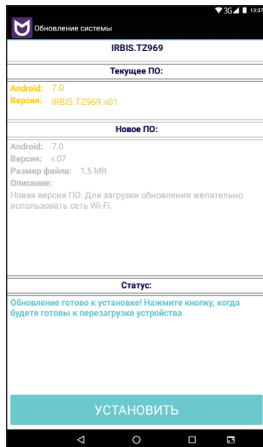 3G 13:37
Обновление системы
IRBIS.TZ969
Текущее ПО:
Android: 7.0
Версия: IRBIS.TZ969.v01
Новое ПО:
Android: 7.0
Версия: v.07
Размер файла: 1,5 MB
Описание:
Новая версия ПО. Для загрузки обновления желательно
использовать сеть Wi-Fi.
Статус:
Обновление готово к установке! Нажмите кнопку, когда
будете готовы к перезагрузке устройства
УСТАНОВИТЬ